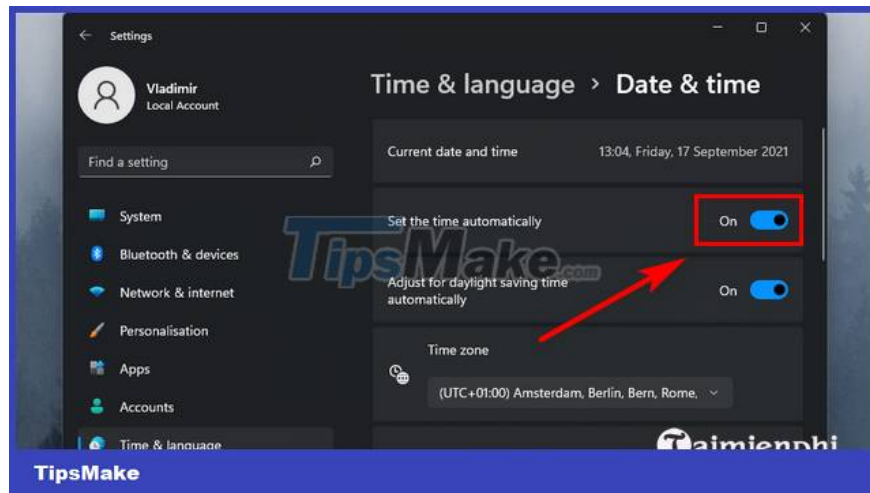 Settings
Vladimir
Local Account
Find a setting
System
Bluetooth & devices
Network & internet
Personalisation
Apps
Accounts
Time & language
Time & language > Date & time
Current date and time 13:04, Friday, 17 September 2021
Set the time automatically On
Adjust for daylight saving time
automatically On
Time zone
(UTC+01:00) Amsterdam, Berlin, Bern, Rome,
TipsMake.com
Taimienphi
TipsMake